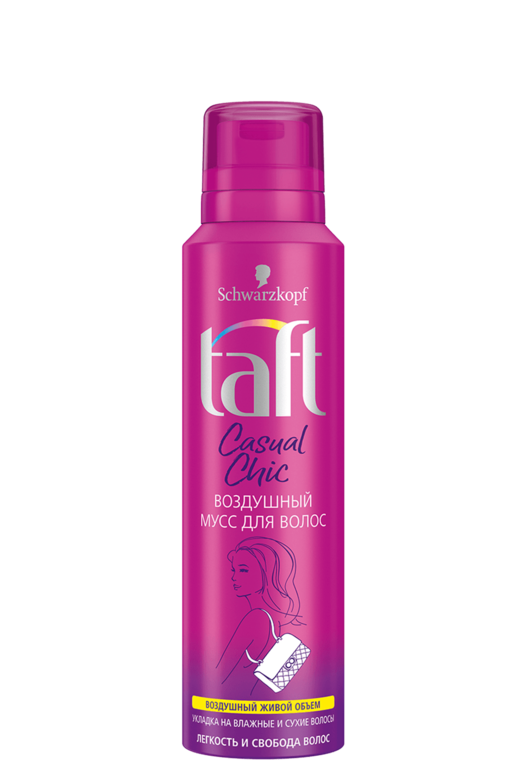 Schwarzkopf
taft
Casual
Chic
ВОЗДУШНЫЙ
МУСС ДЛЯ ВОЛОС
ВОЗДУШНЫЙ ЖИВОЙ ОБЪЕМ
УКЛАДКА НА ВЛАЖНЫЕ И СУХИЕ ВОЛОСЫ
ЛЕГКОСТЬ И СВОБОДА ВОЛОС